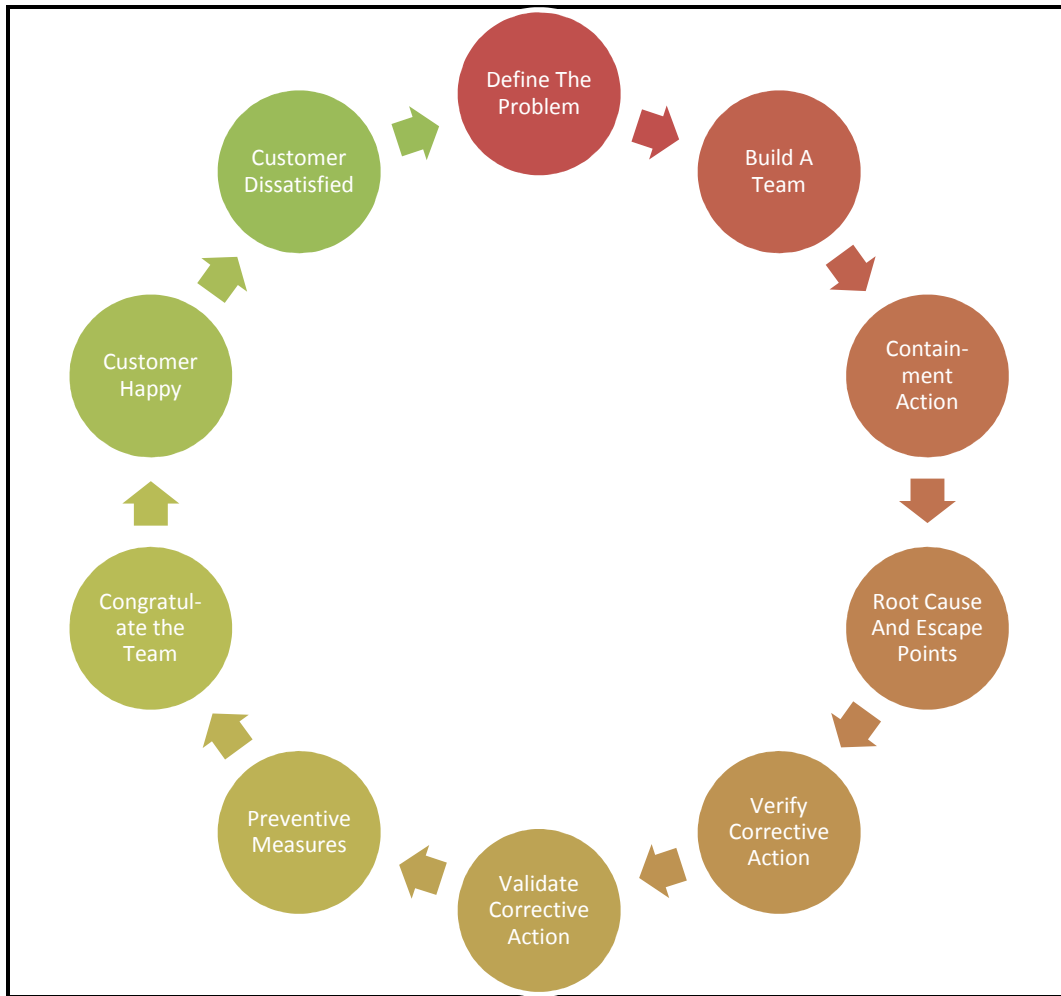 Define The
Problem
Build A
Team
Contain-
ment
Action
Root Cause
And Escape
Points
Verify
Corrective
Action
Validate
Corrective
Action
Preventive
Measures
Congratul-
ate the
Team
Customer
Happy
Customer
Dissatisfied